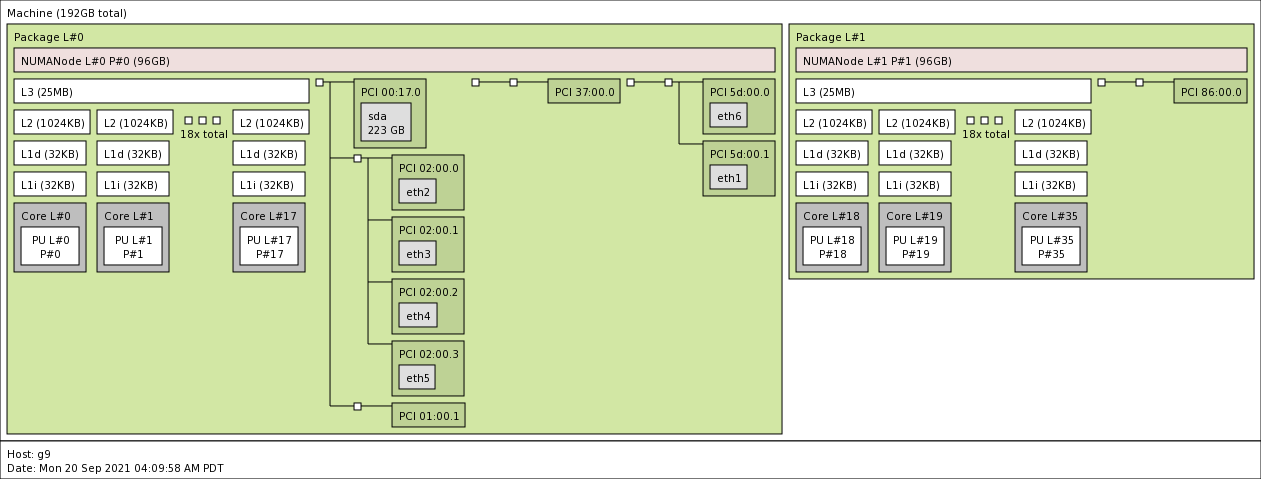 Machine (192GB total)
Package L#0
NUMANode L#0 P#0 (96GB)
L3 (25MB)
L2 (1024KB)
L2 (1024KB)
18x total
L2 (1024KB)
L1d (32KB)
L1d (32KB)
L1d (32KB)
L1i (32KB)
L1i (32KB)
L1i (32KB)
Core L#0
PU L#0
P#0
Core L#1
PU L#1
P#1
Core L#17
PU L#17
P#17
PCI 00:17.0
sda
223 GB
PCI 02:00.0
eth2
PCI 02:00.1
eth3
PCI 02:00.2
eth4
PCI 02:00.3
eth5
PCI 01:00.1
PCI 37:00.0
PCI 5d:00.0
eth6
PCI 5d:00.1
eth1
Package L#1
NUMANode L#1 P#1 (96GB)
L3 (25MB)
L2 (1024KB)
L2 (1024KB)
18x total
L2 (1024KB)
L1d (32KB)
L1d (32KB)
L1d (32KB)
L1i (32KB)
L1i (32KB)
L1i (32KB)
Core L#18
PU L#18
P#18
Core L#19
PU L#19
P#19
Core L#35
PU L#35
P#35
PCI 86:00.0
Host: g9
Date: Mon 20 Sep 2021 04:09:58 AM PDT